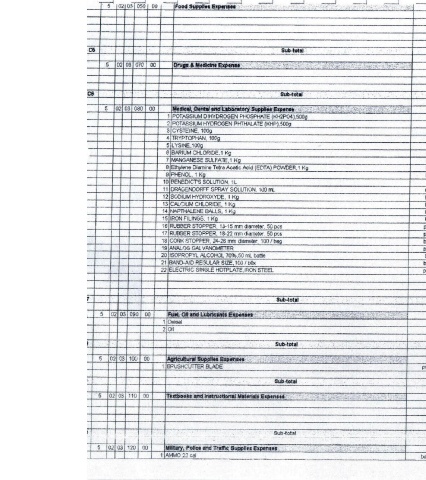 5 02 03 050 00 Food Supplies Expenses
C6 Sub-total
5 02 03 070 00 Drugs & Medicine Expense
C8 Sub-total
5 02 03 080 00 Medical, Dental and Laboratory Supplies Expense
1 POTASSIUM DIHYDROGEN PHOSPHATE (KH2PO4),500g
2 POTASSIUM HYDROGEN PHTHALATE (KHP),500g
3 CYSTEINE, 100g
4 TRYPTOPHAN, 100g
5 LYSINE, 100g
6 BARIUM CHLORIDE, 1 Kg
7 MANGANESE SULFATE, 1 Kg
8 Ethylene Diamine Tetra Acetic Acid (EDTA) POWDER, 1 Kg
9 PHENOL, 1 Kg
10 BENEDICT'S SOLUTION, 1L
11 DRAGENDORFF SPRAY SOLUTION, 100 mL
12 SODIUM HYDROXYDE, 1 Kg
13 CALCIUM CHLORIDE, 1 Kg
14 NAPTHALENE BALLS, 1 Kg
15 IRON FILINGS, 1 Kg
16 RUBBER STOPPER, 13-15 mm diameter, 50 pcs
17 RUBBER STOPPER, 18-22 mm diameter, 50 pcs
18 CORK STOPPER, 24-26 mm diameter, 100 / bag
19 ANALOG GALVANOMETER
20 ISOPROPYL ALCOHOL 70%, 50 mL bottle
21 BAND-AID REGULAR SIZE, 100 / box
22 ELECTRIC SINGLE HOTPLATE, IRON STEEL
Sub-total
5 02 03 090 00 Fuel, Oil and Lubricants Expenses
1 Diesel
2 Oil
Sub-total
5 02 03 100 00 Agricultural Supplies Expenses
1 BRUSHCUTTER BLADE
Sub-total
5 02 03 110 00 Textbooks and Instructional Materials Expenses
Sub-total
5 02 03 120 00 Military, Police and Traffic Supplies Expenses
1 AMMO 22 cal